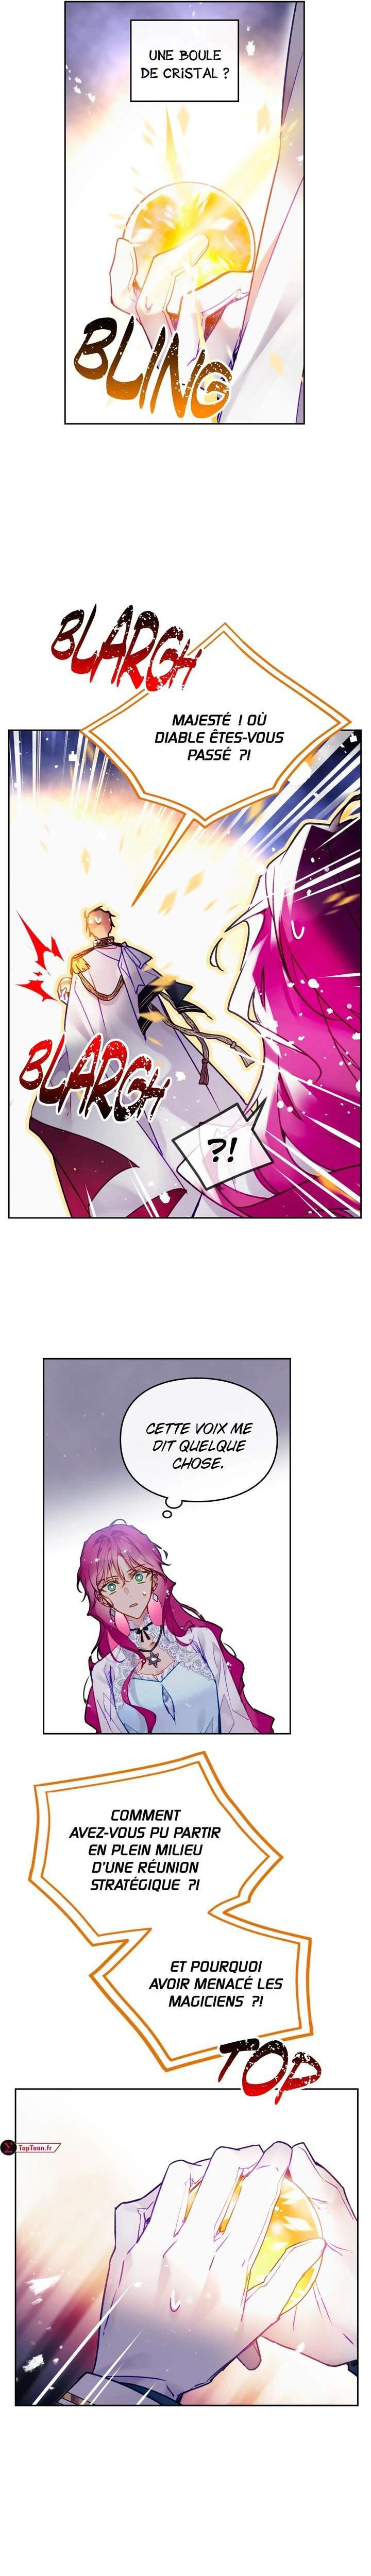 UNE BOULE
DE CRISTAL ?
BLING
BLARGH
MAJESTÉ ! OÙ
DIABLE ÊTES-VOUS
PASSÉ ?!
BLARGH
?!
CETTE VOIX ME
DIT QUELQUE
CHOSE.
COMMENT
AVEZ-VOUS PU PARTIR
EN PLEIN MILIEU
D'UNE RÉUNION
STRATÉGIQUE ?!
ET POURQUOI
AVOIR MENACÉ LES
MAGICIENS ?!
TOP
TopToon.fr